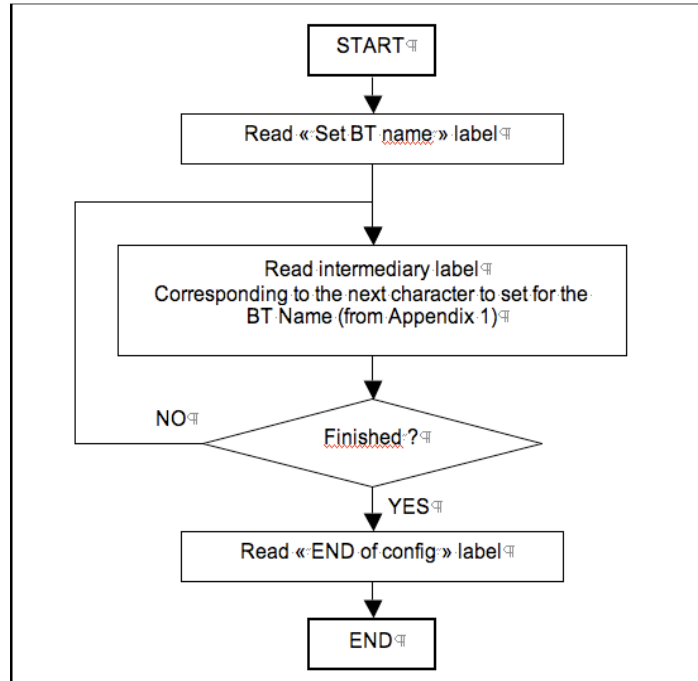 START¶
Read «Set BT name» label¶
Read intermediary label¶
Corresponding to the next character to set for the
BT Name (from Appendix 1)¶
NO¶
Finished ?¶
YES¶
Read «END of config» label¶
END¶